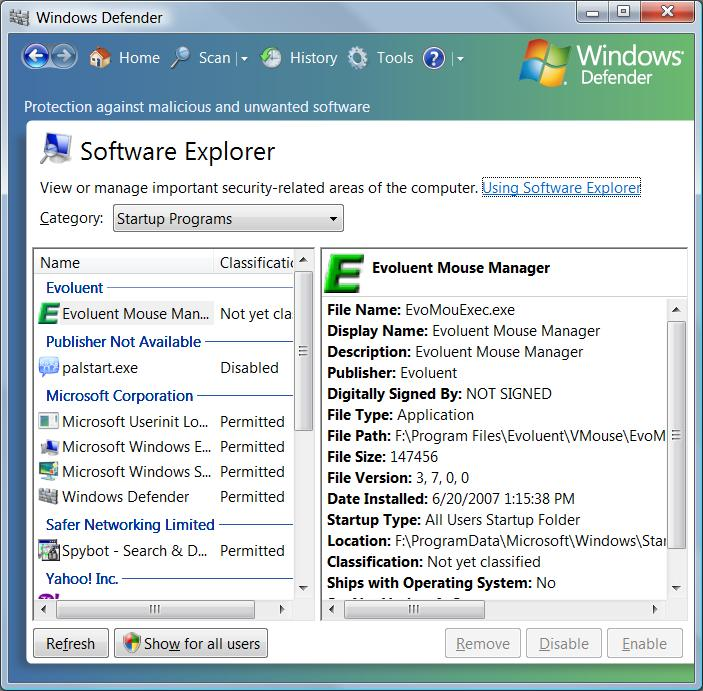 Windows Defender
Home
Scan
History
Tools
Windows
Defender
Protection against malicious and unwanted software
Software Explorer
View or manage important security-related areas of the computer. Using Software Explorer
Category: Startup Programs
Name Classificatic
Evoluent
Evoluent Mouse Man... Not yet cla
Publisher Not Available
palstart.exe Disabled
Microsoft Corporation
Microsoft Userinit Lo... Permitted
Microsoft Windows E... Permitted
Microsoft Windows S... Permitted
Windows Defender Permitted
Safer Networking Limited
Spybot - Search & D... Permitted
Yahoo! Inc.
Evoluent Mouse Manager
File Name: EvoMouExec.exe
Display Name: Evoluent Mouse Manager
Description: Evoluent Mouse Manager
Publisher: Evoluent
Digitally Signed By: NOT SIGNED
File Type: Application
File Path: F:\Program Files\Evoluent\VMouse\EvoM
File Size: 147456
File Version: 3, 7, 0, 0
Date Installed: 6/20/2007 1:15:38 PM
Startup Type: All Users Startup Folder
Location: F:\ProgramData\Microsoft\Windows\Star
Classification: Not yet classified
Ships with Operating System: No
Refresh
Show for all users
Remove
Disable
Enable